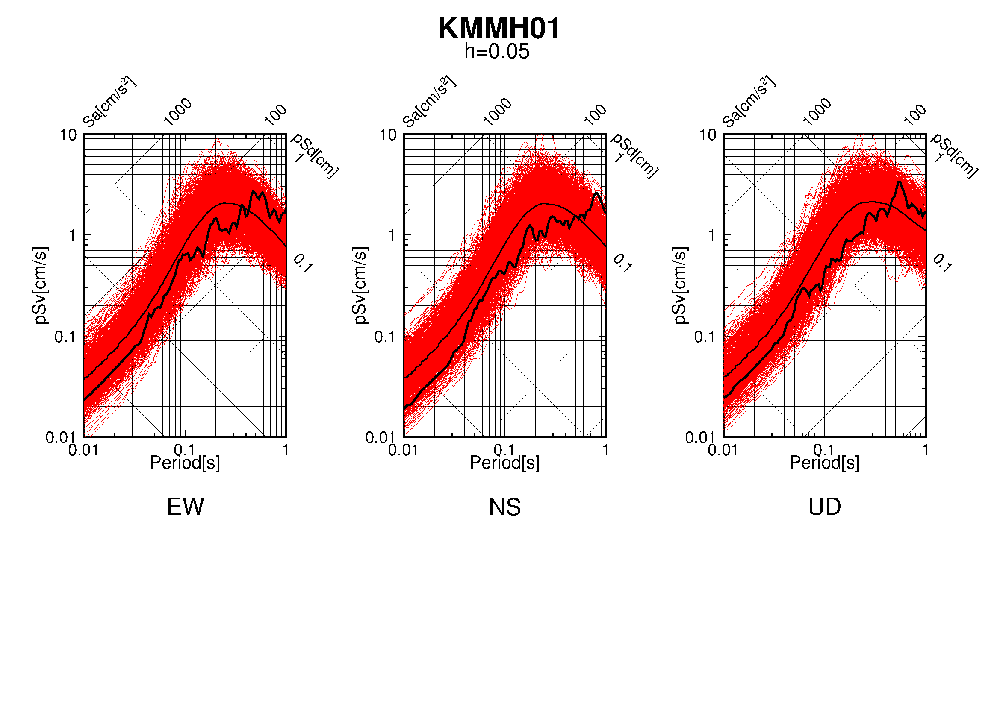 KMMH01
h=0.05
Sa[cm/s²]
1000
100
pSd[cm]
1
0.1
10
1
0.1
0.01
pSv[cm/s]
0.01
0.1
1
Period[s]
EW
Sa[cm/s²]
1000
100
pSd[cm]
1
0.1
10
1
0.1
0.01
pSv[cm/s]
0.01
0.1
1
Period[s]
NS
Sa[cm/s²]
1000
100
pSd[cm]
1
0.1
10
1
0.1
0.01
pSv[cm/s]
0.01
0.1
1
Period[s]
UD